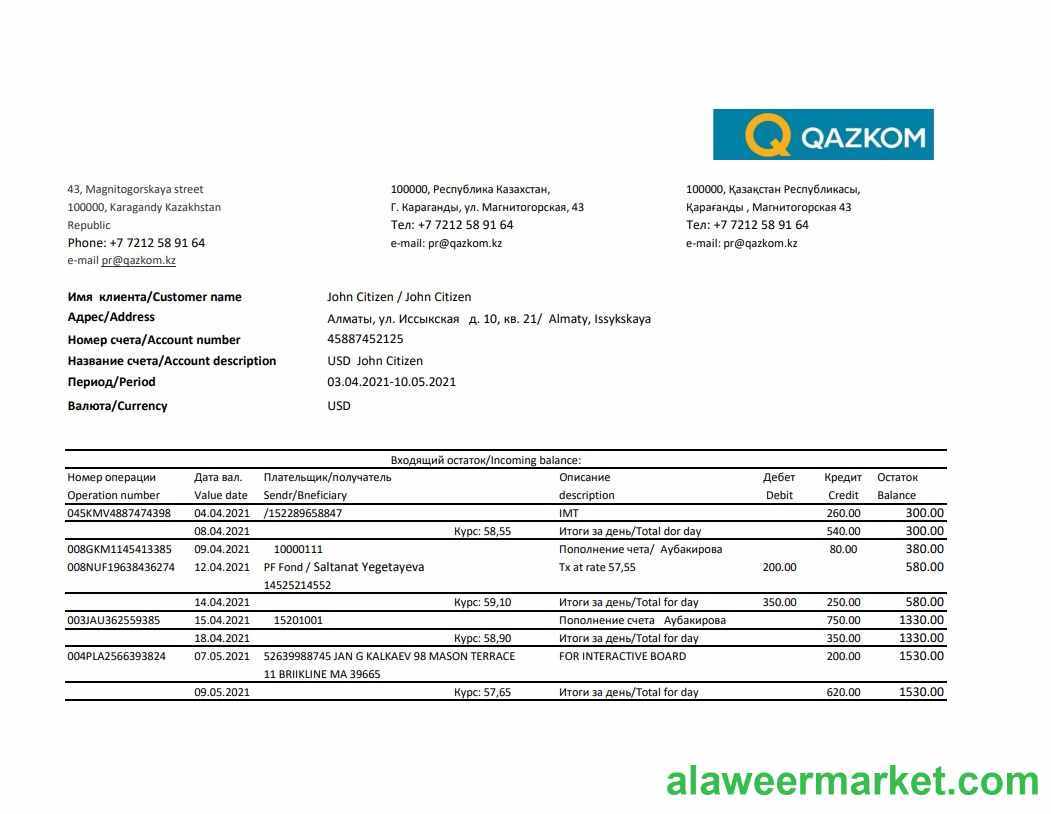 QAZKOM
43, Magnitogorskaya street
100000, Karagandy Kazakhstan
Republic
Phone: +7 7212 58 91 64
e-mail pr@qazkom.kz
100000, Республика Казахстан,
Г. Караганды, ул. Магнитогорская, 43
Тел: +7 7212 58 91 64
e-mail: pr@qazkom.kz
100000, Қазақстан Республикасы,
Қарағанды , Магнитогорская 43
Тел: +7 7212 58 91 64
e-mail: pr@qazkom.kz
Имя клиента/Customer name John Citizen / John Citizen
Адрес/Address Алматы, ул. Иссыкская д. 10, кв. 21/ Almaty, Issykskaya
Номер счета/Account number 45887452125
Название счета/Account description USD John Citizen
Период/Period 03.04.2021-10.05.2021
Валюта/Currency USD
Входящий остаток/Incoming balance:
Номер операции Дата вал. Плательщик/получатель Описание Дебет Кредит Остаток
Operation number Value date Sendr/Bneficiary description Debit Credit Balance
045KMV4887474398 04.04.2021 /152289658847 IMT 260.00 300.00
08.04.2021 Курс: 58,55 Итоги за день/Total dor day 540.00 300.00
008GKM1145413385 09.04.2021 10000111 Пополнение чета/ Аубакирова 80.00 380.00
008NUF19638436274 12.04.2021 PF Fond / Saltanat Yegetayeva Tx at rate 57,55 200.00 580.00
14525214552
14.04.2021 Курс: 59,10 Итоги за день/Total for day 350.00 250.00 580.00
003JAU362559385 15.04.2021 15201001 Пополнение счета Аубакирова 750.00 1330.00
18.04.2021 Курс: 58,90 Итоги за день/Total for day 350.00 1330.00
004PLA2566393824 07.05.2021 52639988745 JAN G KALKAEV 98 MASON TERRACE FOR INTERACTIVE BOARD 200.00 1530.00
11 BRIIKLINE MA 39665
09.05.2021 Курс: 57,65 Итоги за день/Total for day 620.00 1530.00
alaweermarket.com